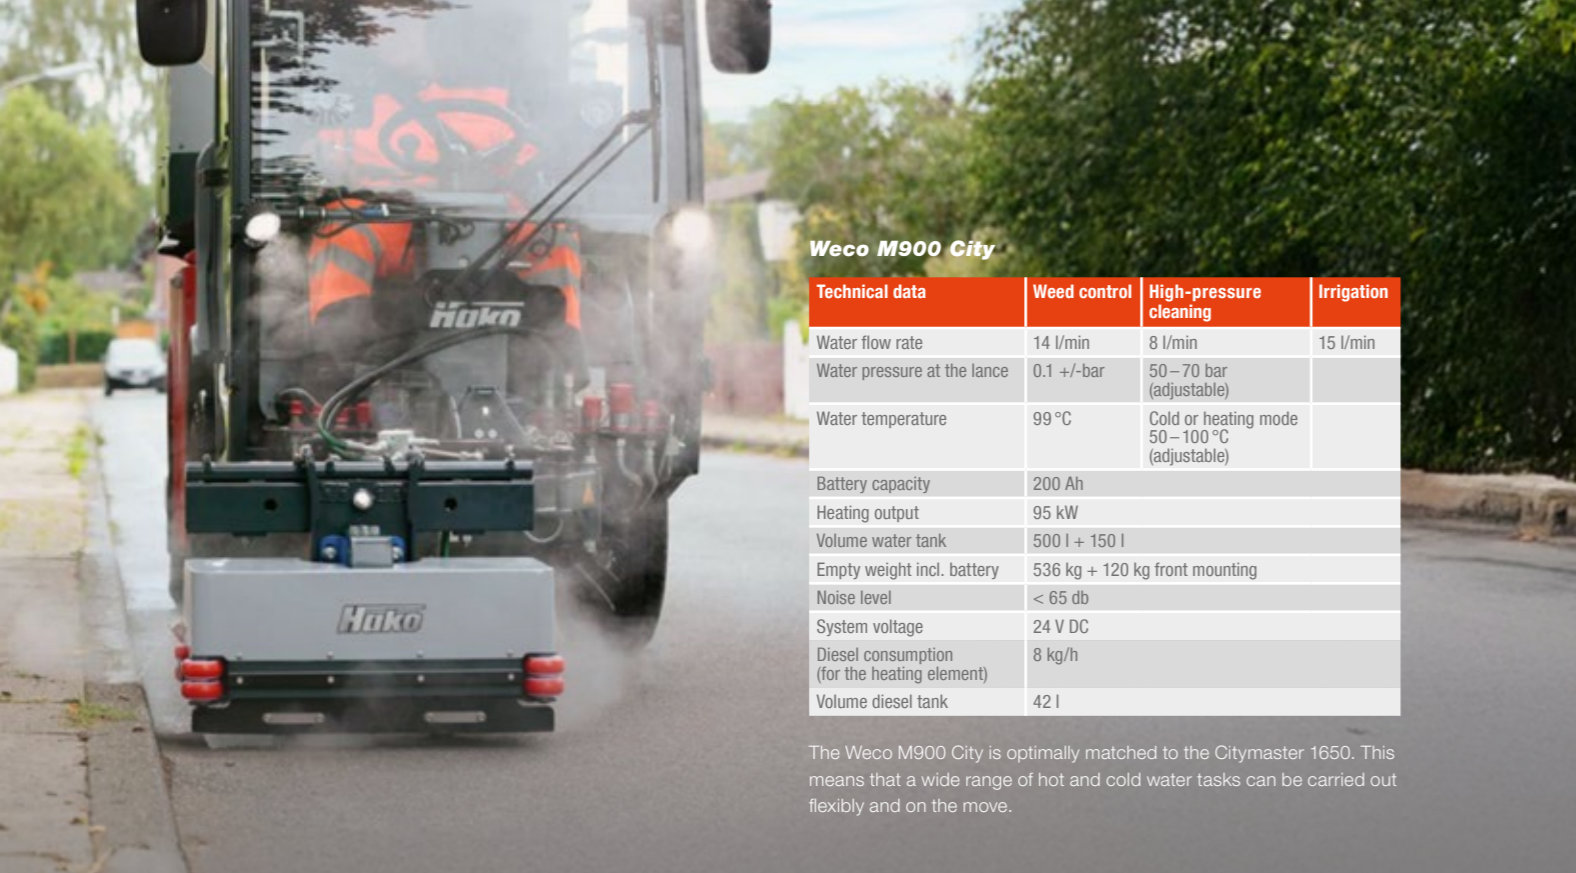 Hako
Hako
Weco M900 City
Technical data Weed control High-pressure
cleaning Irrigation
Water flow rate 14 l/min 8 l/min 15 l/min
Water pressure at the lance 0.1 +/-bar 50 – 70 bar
(adjustable)
Water temperature 99 °C Cold or heating mode
50 – 100 °C
(adjustable)
Battery capacity 200 Ah
Heating output 95 kW
Volume water tank 500 l + 150 l
Empty weight incl. battery 536 kg + 120 kg front mounting
Noise level < 65 db
System voltage 24 V DC
Diesel consumption
(for the heating element) 8 kg/h
Volume diesel tank 42 l
The Weco M900 City is optimally matched to the Citymaster 1650. This
means that a wide range of hot and cold water tasks can be carried out
flexibly and on the move.